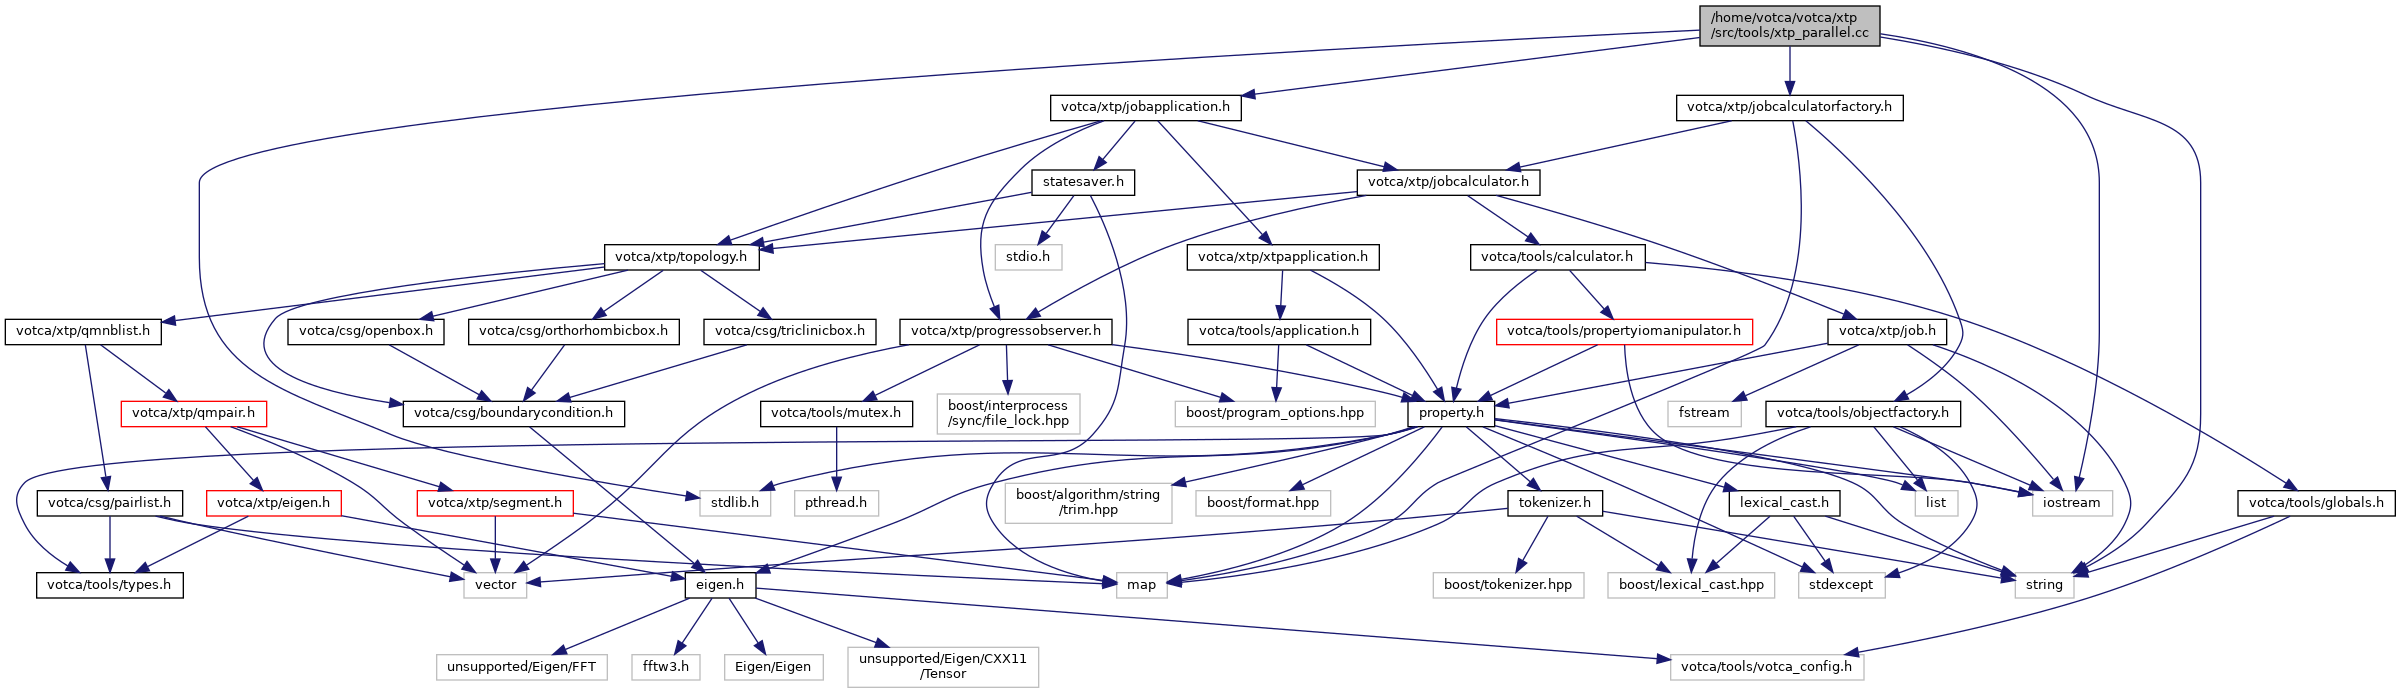 /home/votca/votca/xtp
/src/tools/xtp_parallel.cc
votca/xtp/jobapplication.h
votca/xtp/jobcalculatorfactory.h
statesaver.h
votca/xtp/jobcalculator.h
votca/xtp/topology.h
stdio.h
votca/xtp/xtpapplication.h
votca/tools/calculator.h
votca/xtp/qmnblist.h
votca/csg/openbox.h
votca/csg/orthorhombicbox.h
votca/csg/triclinicbox.h
votca/xtp/progressobserver.h
votca/tools/application.h
votca/tools/propertyiomanipulator.h
votca/xtp/job.h
votca/xtp/qmpair.h
votca/csg/boundarycondition.h
votca/tools/mutex.h
boost/interprocess
/sync/file_lock.hpp
boost/program_options.hpp
property.h
fstream
votca/tools/objectfactory.h
votca/csg/pairlist.h
votca/xtp/eigen.h
votca/xtp/segment.h
stdlib.h
pthread.h
boost/algorithm/string
/trim.hpp
boost/format.hpp
tokenizer.h
lexical_cast.h
list
iostream
votca/tools/globals.h
votca/tools/types.h
vector
eigen.h
map
boost/tokenizer.hpp
boost/lexical_cast.hpp
stdexcept
string
unsupported/Eigen/FFT
fftw3.h
Eigen/Eigen
unsupported/Eigen/CXX11
/Tensor
votca/tools/votca_config.h